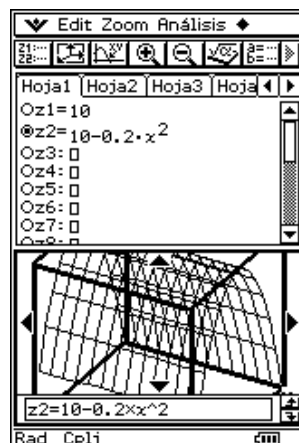 Edit Zoom Análisis
Hoja1 Hoja2 Hoja3 Hoja
z1=10
z2=10-0.2·x²
z3:
z4:
z5:
z6:
z7:
z8:
z2=10-0.2×x^2
Rad Cplj